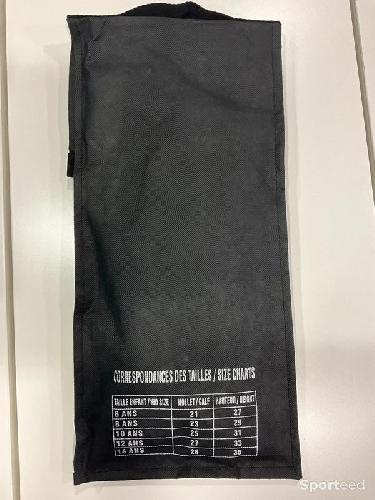 CORRESPONDANCES DES TAILLES / SIZE CHARTS
TAILLE ENFANT / KID SIZE MOLLET / CALF HAUTEUR / HEIGHT
6 ANS 21 27
8 ANS 23 29
10 ANS 25 31
12 ANS 27 33
14 ANS
Sporteed